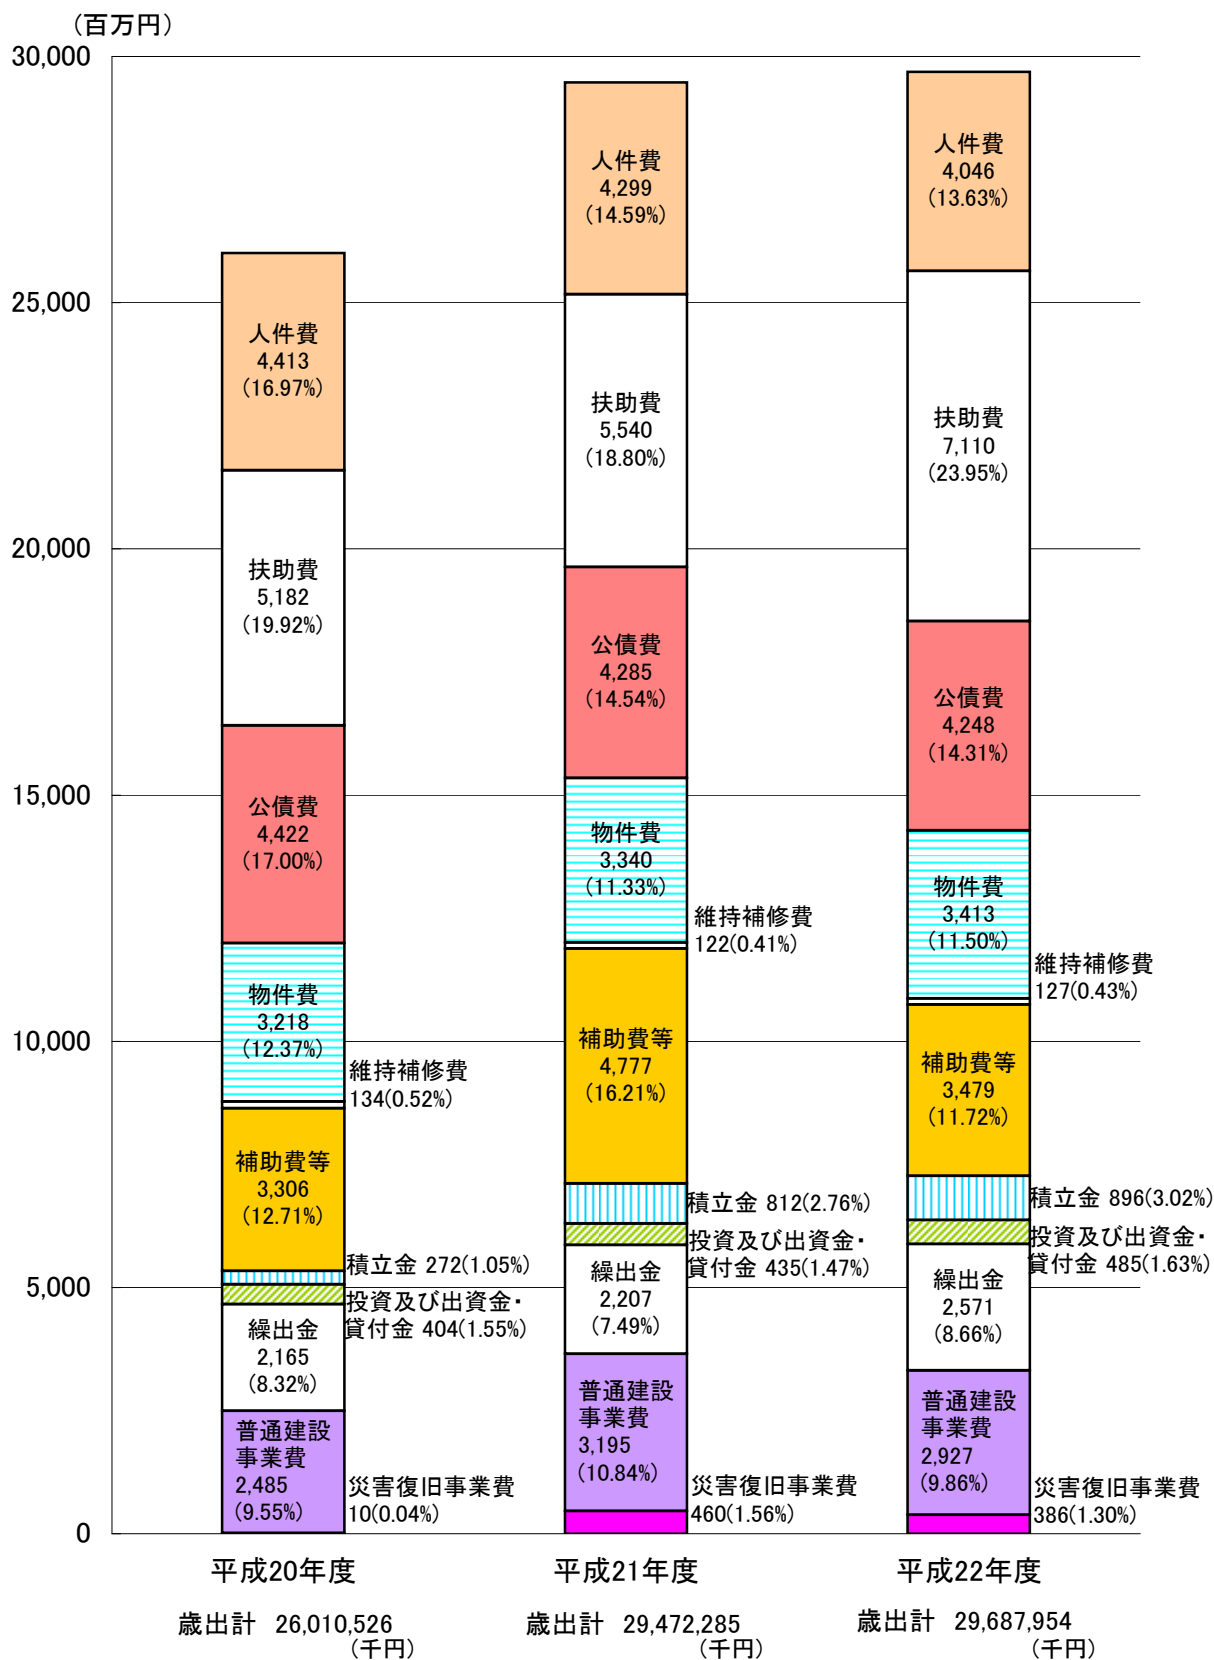 （百万円）
30,000
25,000
20,000
15,000
10,000
5,000
0
人件費
4,413
(16.97%)
扶助費
5,182
(19.92%)
公債費
4,422
(17.00%)
物件費
3,218
(12.37%)
維持補修費
134(0.52%)
補助費等
3,306
(12.71%)
積立金 272(1.05%)
投資及び出資金・
貸付金 404(1.55%)
繰出金
2,165
(8.32%)
普通建設
事業費
2,485
(9.55%)
災害復旧事業費
10(0.04%)
平成20年度
歳出計 26,010,526
(千円)
人件費
4,299
(14.59%)
扶助費
5,540
(18.80%)
公債費
4,285
(14.54%)
物件費
3,340
(11.33%)
維持補修費
122(0.41%)
補助費等
4,777
(16.21%)
積立金 812(2.76%)
投資及び出資金・
貸付金 435(1.47%)
繰出金
2,207
(7.49%)
普通建設
事業費
3,195
(10.84%)
災害復旧事業費
460(1.56%)
平成21年度
歳出計 29,472,285
(千円)
人件費
4,046
(13.63%)
扶助費
7,110
(23.95%)
公債費
4,248
(14.31%)
物件費
3,413
(11.50%)
維持補修費
127(0.43%)
補助費等
3,479
(11.72%)
積立金 896(3.02%)
投資及び出資金・
貸付金 485(1.63%)
繰出金
2,571
(8.66%)
普通建設
事業費
2,927
(9.86%)
災害復旧事業費
386(1.30%)
平成22年度
歳出計 29,687,954
(千円)